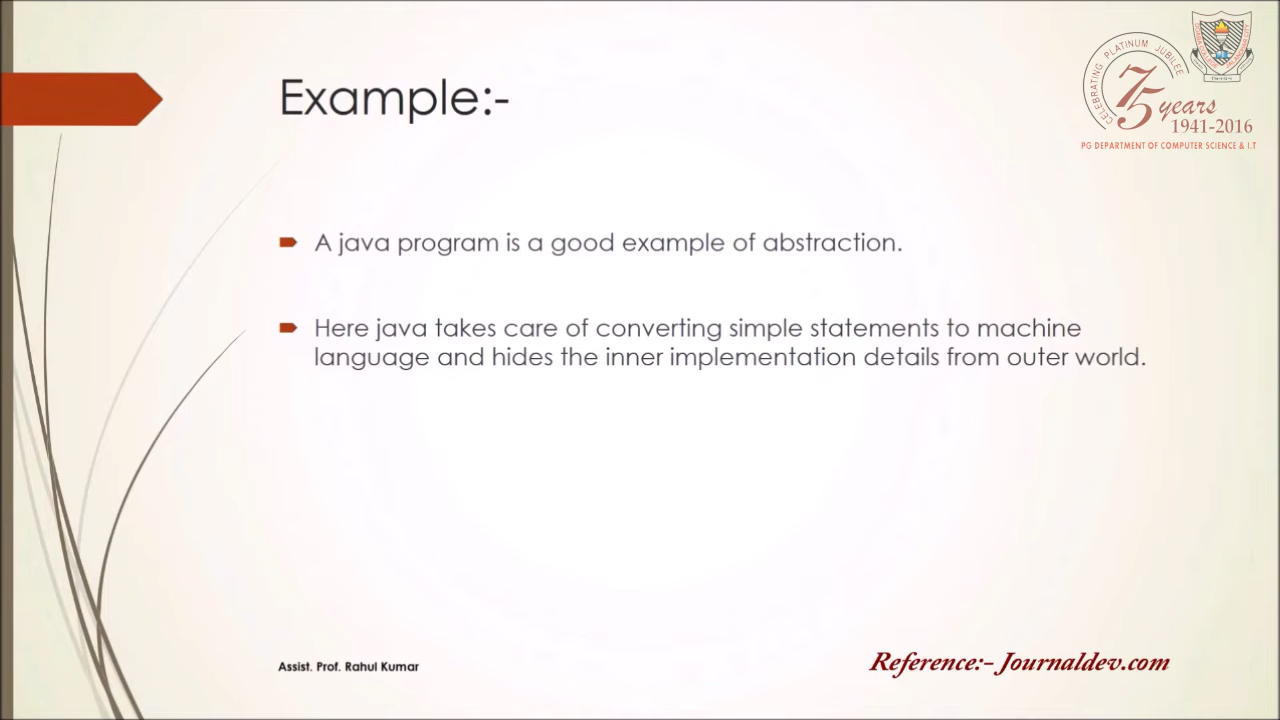 CELEBRATING PLATINUM JUBILEE
75 years
1941-2016
PG DEPARTMENT OF COMPUTER SCIENCE & I.T
Example:-
A java program is a good example of abstraction.
Here java takes care of converting simple statements to machine
language and hides the inner implementation details from outer world.
Assist. Prof. Rahul Kumar
Reference:- Journaldev.com